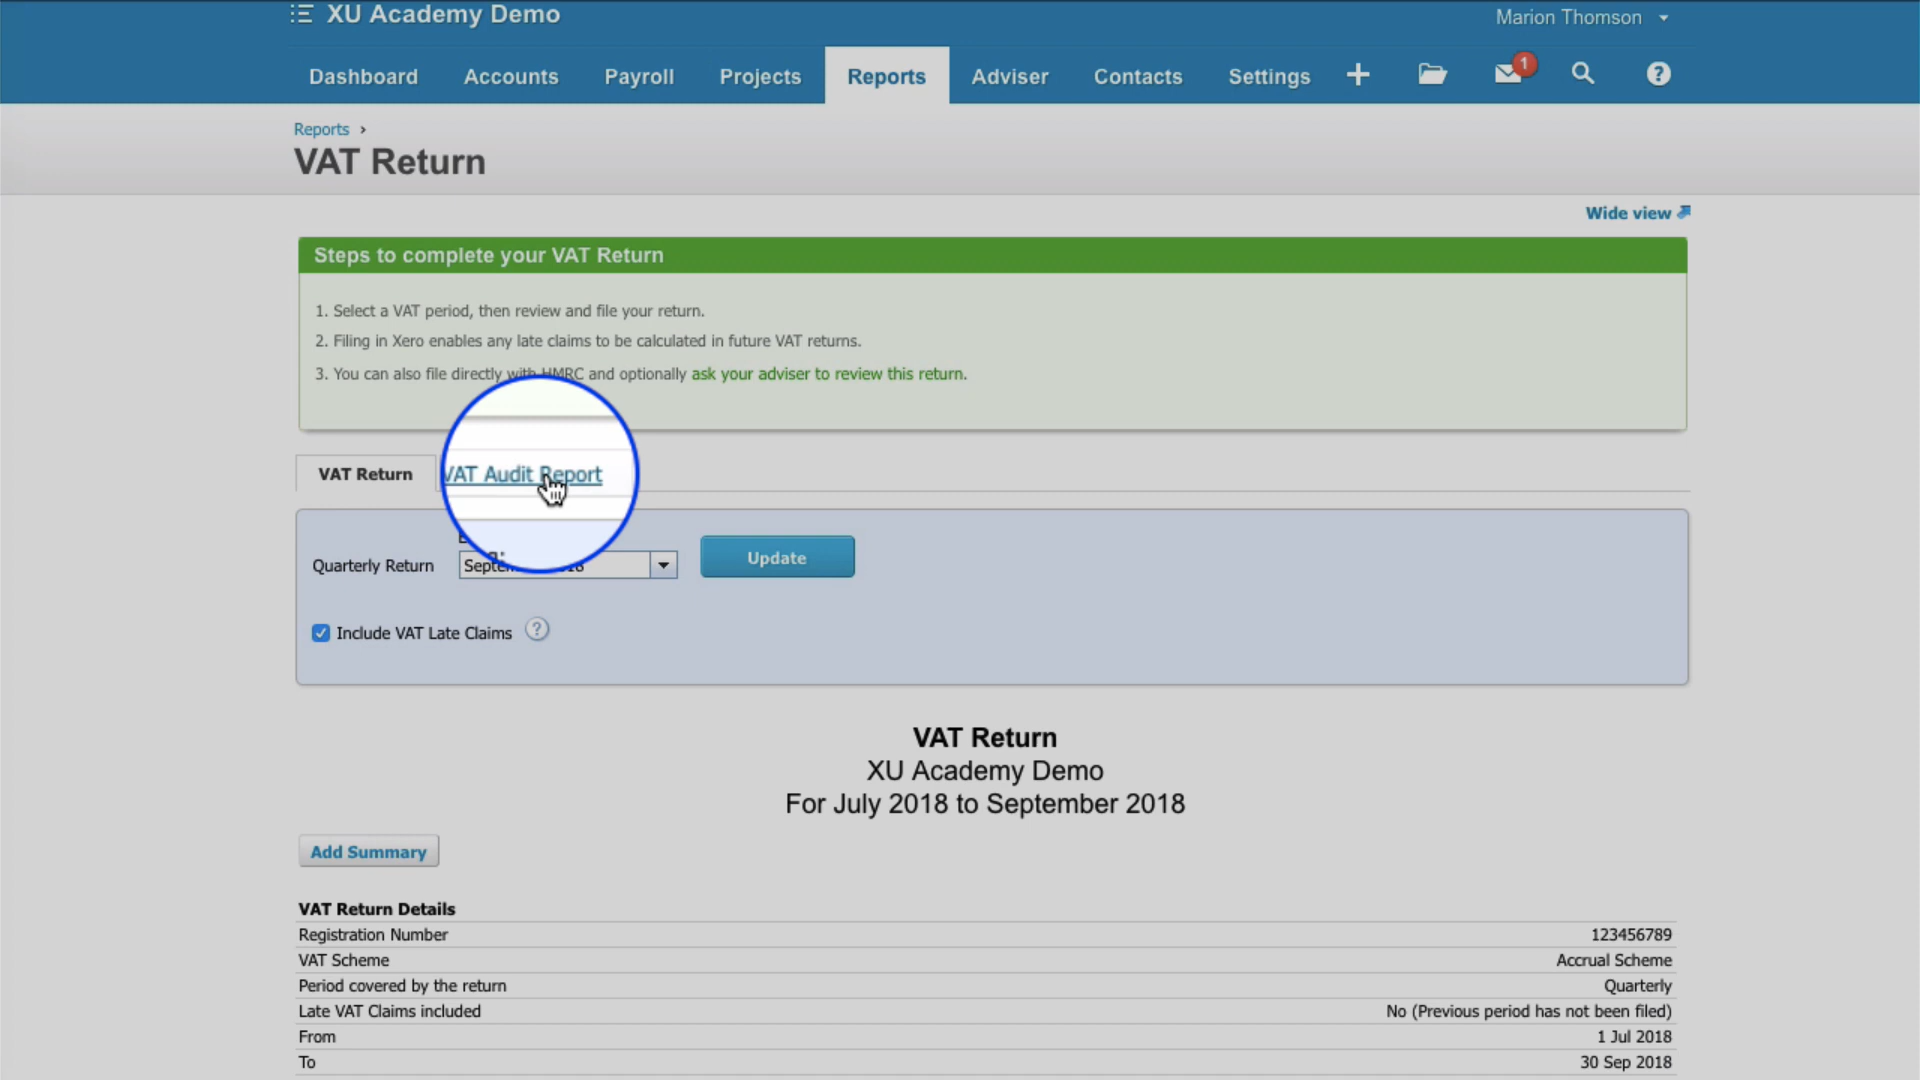 XU Academy Demo
Marion Thomson
Dashboard Accounts Payroll Projects Reports Adviser Contacts Settings 1 ?
Reports ›
VAT Return
Wide view
Steps to complete your VAT Return
1. Select a VAT period, then review and file your return.
2. Filing in Xero enables any late claims to be calculated in future VAT returns.
3. You can also file directly with HMRC and optionally ask your adviser to review this return.
VAT Return VAT Audit Report
Quarterly Return
Update
Include VAT Late Claims ?
VAT Return
XU Academy Demo
For July 2018 to September 2018
Add Summary
VAT Return Details
Registration Number 123456789
VAT Scheme Accrual Scheme
Period covered by the return Quarterly
Late VAT Claims included No (Previous period has not been filed)
From 1 Jul 2018
To 30 Sep 2018